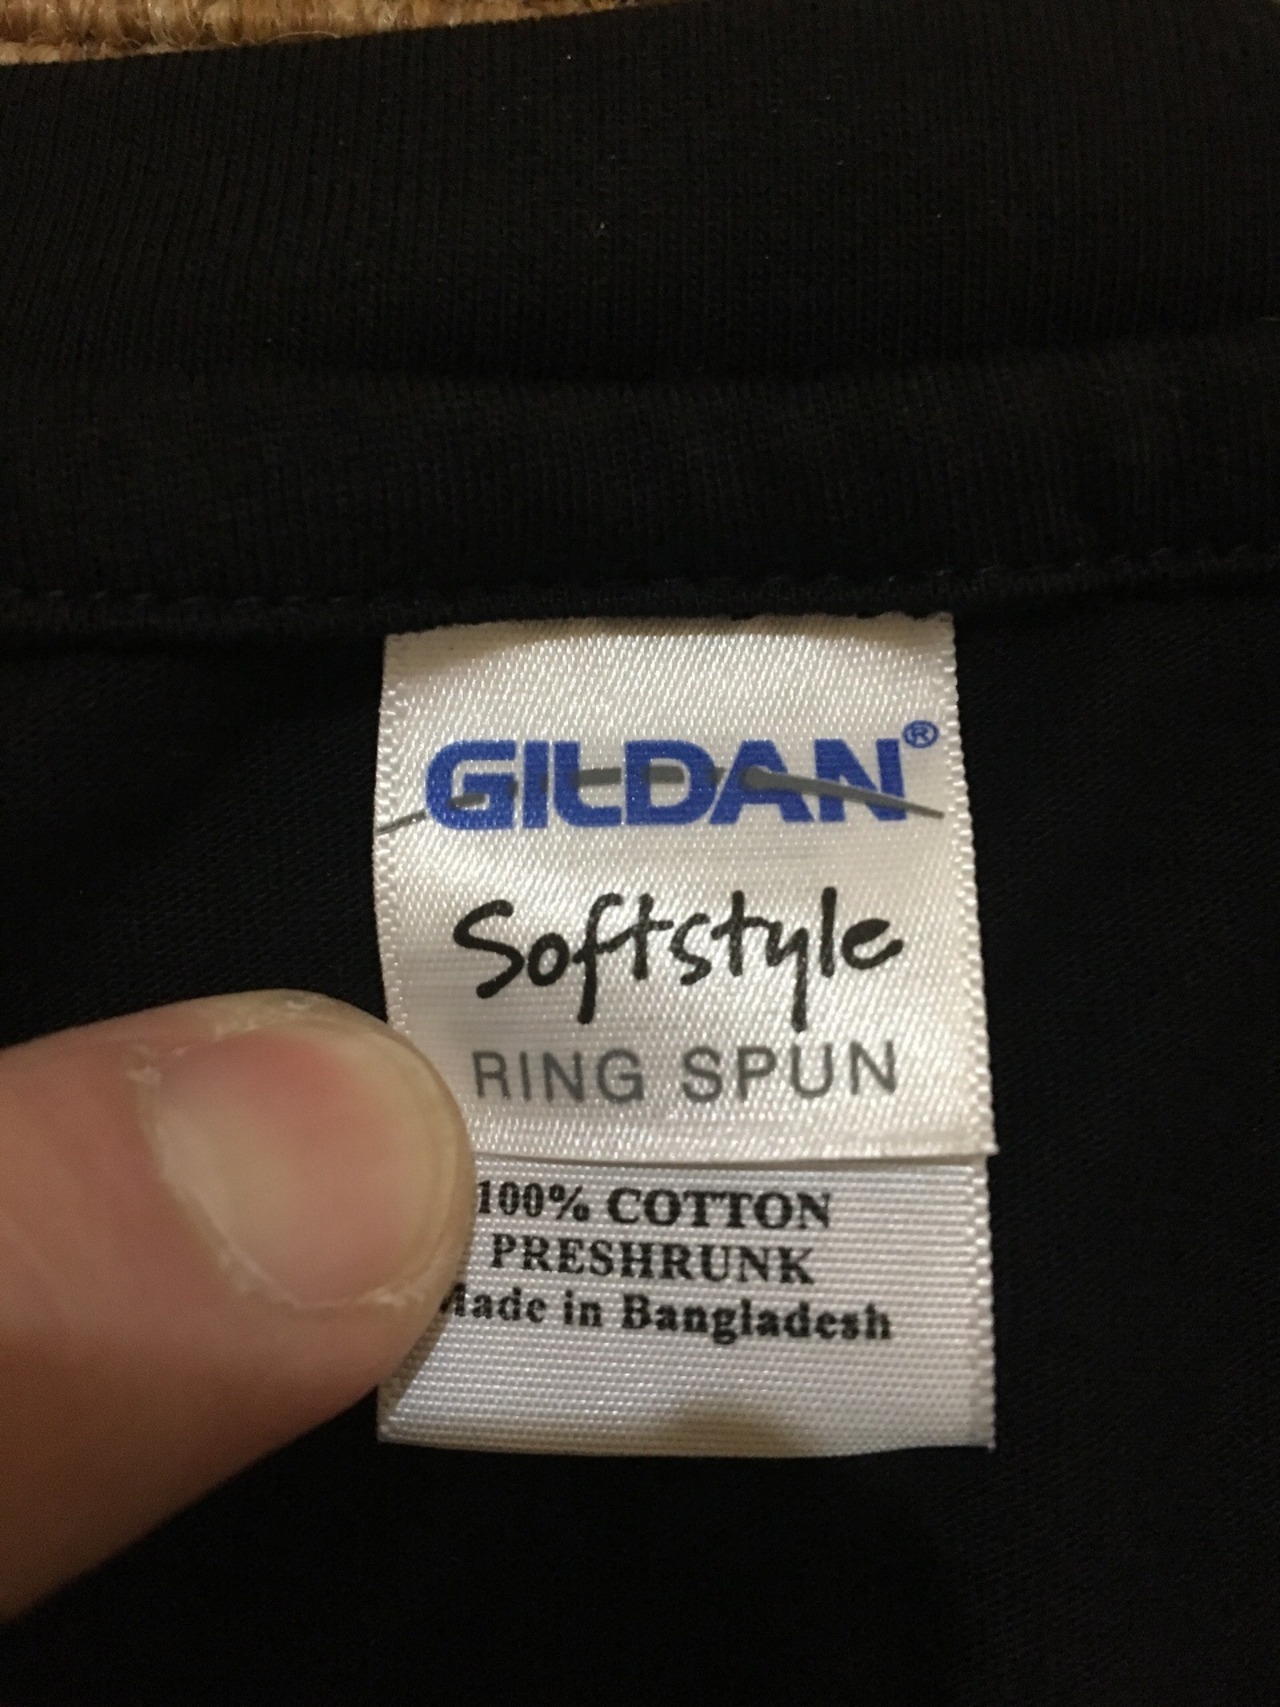 GILDAN®
Softstyle
RING SPUN
100% COTTON
PRESHRUNK
Made in Bangladesh